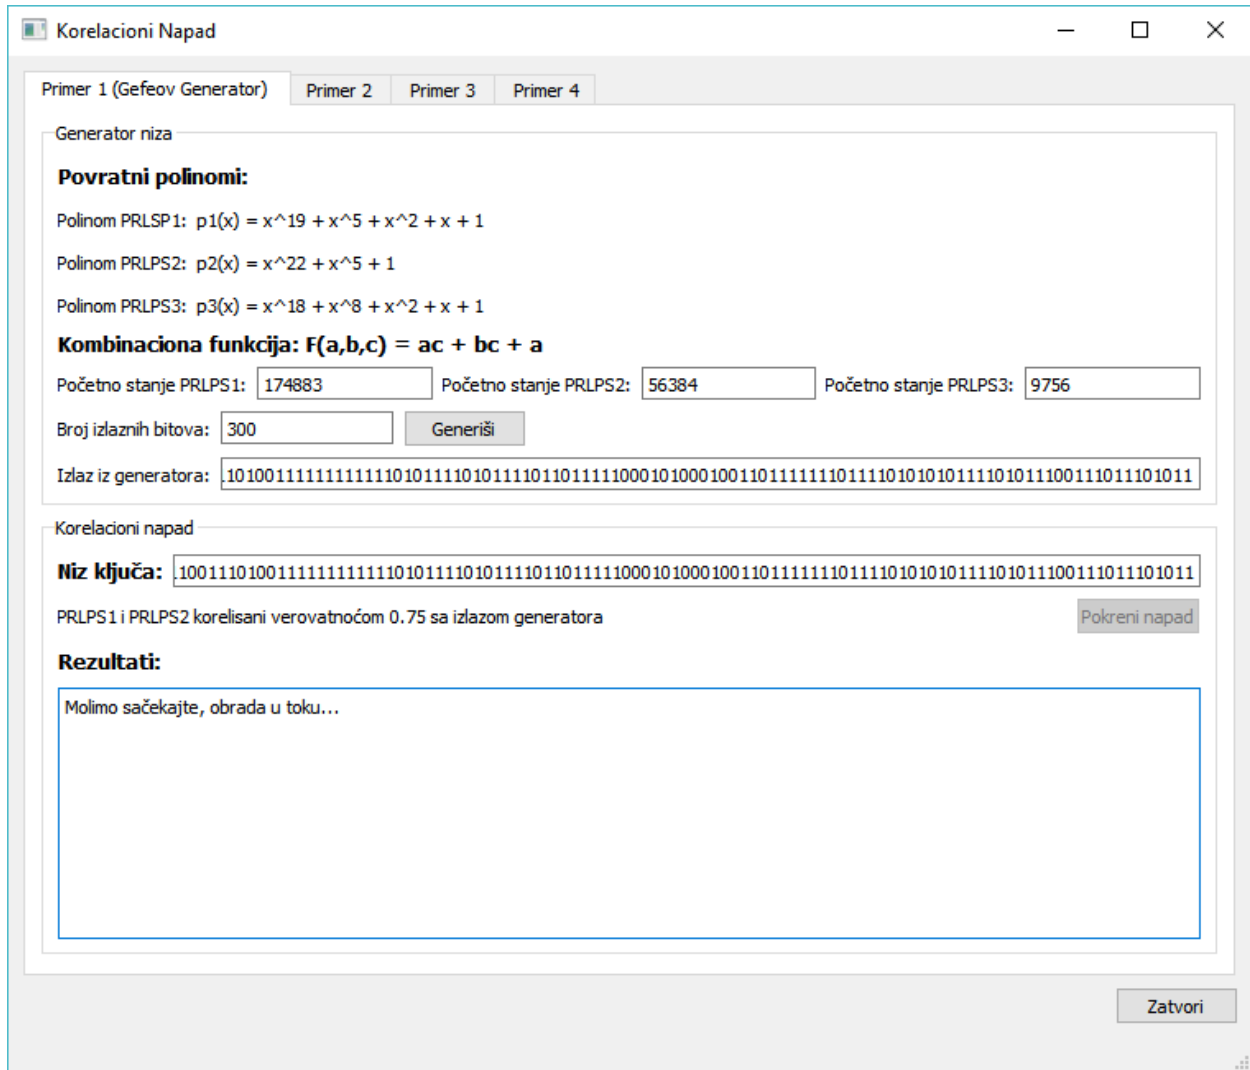 Korelacioni Napad
Primer 1 (Gefeov Generator) Primer 2 Primer 3 Primer 4
Generator niza
Povratni polinomi:
Polinom PRLSP1: p1(x) = x^19 + x^5 + x^2 + x + 1
Polinom PRLPS2: p2(x) = x^22 + x^5 + 1
Polinom PRLPS3: p3(x) = x^18 + x^8 + x^2 + x + 1
Kombinaciona funkcija: F(a,b,c) = ac + bc + a
Početno stanje PRLPS1: 174883 Početno stanje PRLPS2: 56384 Početno stanje PRLPS3: 9756
Broj izlaznih bitova: 300 Generiši
Izlaz iz generatora:
Korelacioni napad
Niz ključa:
PRLPS1 i PRLPS2 korelisani verovatnoćom 0.75 sa izlazom generatora Pokreni napad
Rezultati:
Molimo sačekajte, obrada u toku...
Zatvori